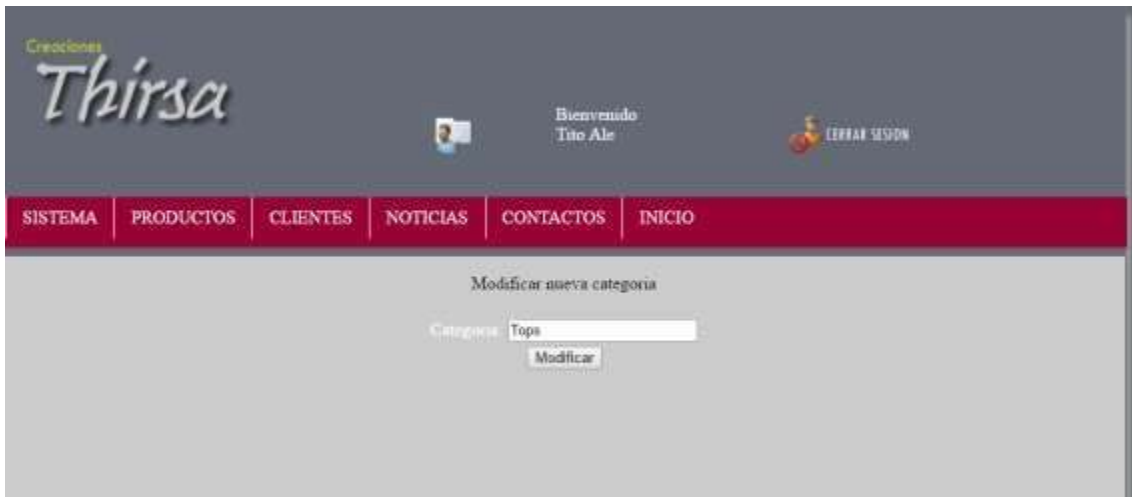 Creaciones
Thirsa
Bienvenido
Tito Ale
CERRAR SESION
SISTEMA PRODUCTOS CLIENTES NOTICIAS CONTACTOS INICIO
Modificar nueva categoria
Categoria: Tops
Modificar